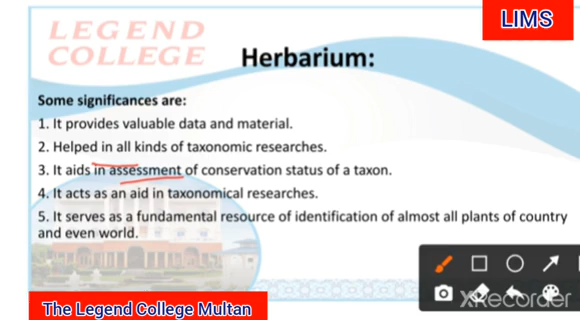 LEGEND
COLLEGE
LIMS
Herbarium:
Some significances are:
1. It provides valuable data and material.
2. Helped in all kinds of taxonomic researches.
3. It aids in assessment of conservation status of a taxon.
4. It acts as an aid in taxonomical researches.
5. It serves as a fundamental resource of identification of almost all plants of country
and even world.
XRecorder
The Legend College Multan